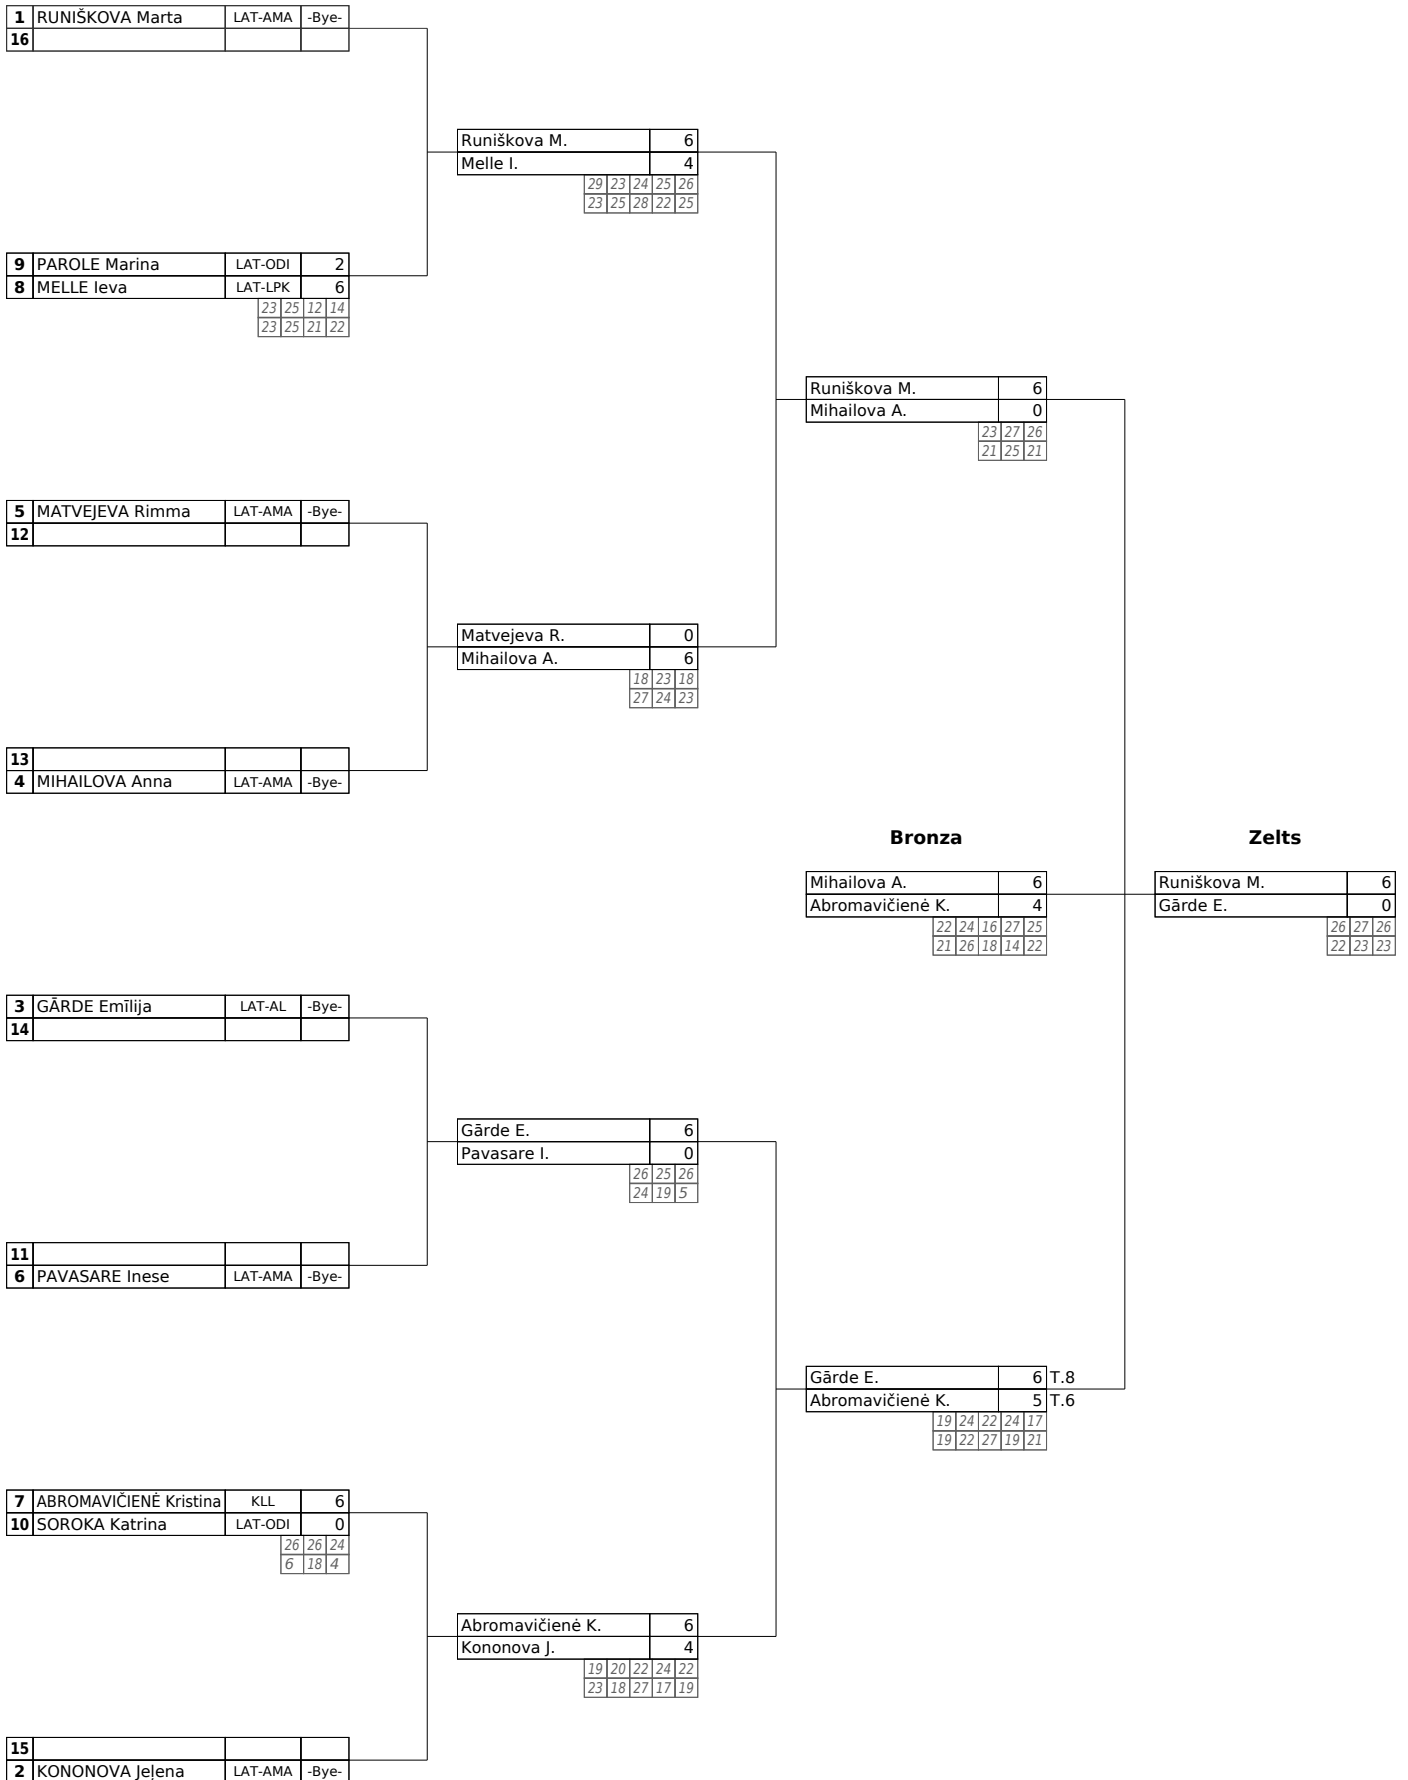 1 RUNIŠKOVA Marta LAT-AMA -Bye-
16
Runiškova M. 6
Melle I. 4
29 23 24 25 26
23 25 28 22 25
9 PAROLE Marina LAT-ODI 2
8 MELLE Ieva LAT-LPK 6
23 25 12 14
23 25 21 22
Runiškova M. 6
Mihailova A. 0
23 27 26
21 25 21
5 MATVEJEVA Rimma LAT-AMA -Bye-
12
Matvejeva R. 0
Mihailova A. 6
18 23 18
27 24 23
13
4 MIHAILOVA Anna LAT-AMA -Bye-
Bronza Zelts
Mihailova A. 6 Runiškova M. 6
Abromavičienė K. 4 Gārde E. 0
22 24 16 27 25 26 27 26
21 26 18 14 22 22 23 23
3 GĀRDE Emīlija LAT-AL -Bye-
14
Gārde E. 6
Pavasare I. 0
26 25 26
24 19 5
11
6 PAVASARE Inese LAT-AMA -Bye-
Gārde E. 6 T.8
Abromavičienė K. 5 T.6
19 24 22 24 17
19 22 27 19 21
7 ABROMAVIČIENĖ Kristina KLL 6
10 SOROKA Katrina LAT-ODI 0
26 26 24
6 18 4
Abromavičienė K. 6
Kononova J. 4
19 20 22 24 22
23 18 27 17 19
15
2 KONONOVA Jeļena LAT-AMA -Bye-